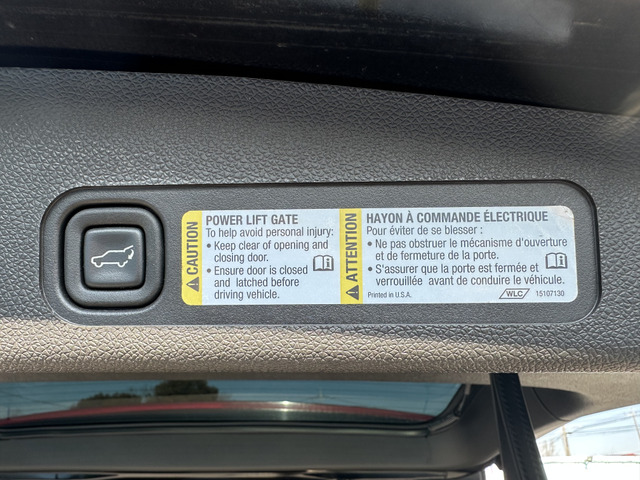 CAUTION
POWER LIFT GATE
To help avoid personal injury:
• Keep clear of opening and
closing door.
• Ensure door is closed
and latched before
driving vehicle.
ATTENTION
HAYON À COMMANDE ÉLECTRIQUE
Pour éviter de se blesser :
• Ne pas obstruer le mécanisme d'ouverture
et de fermeture de la porte.
• S'assurer que la porte est fermée et
verrouillée avant de conduire le véhicule.
Printed in U.S.A. WLC 15107130